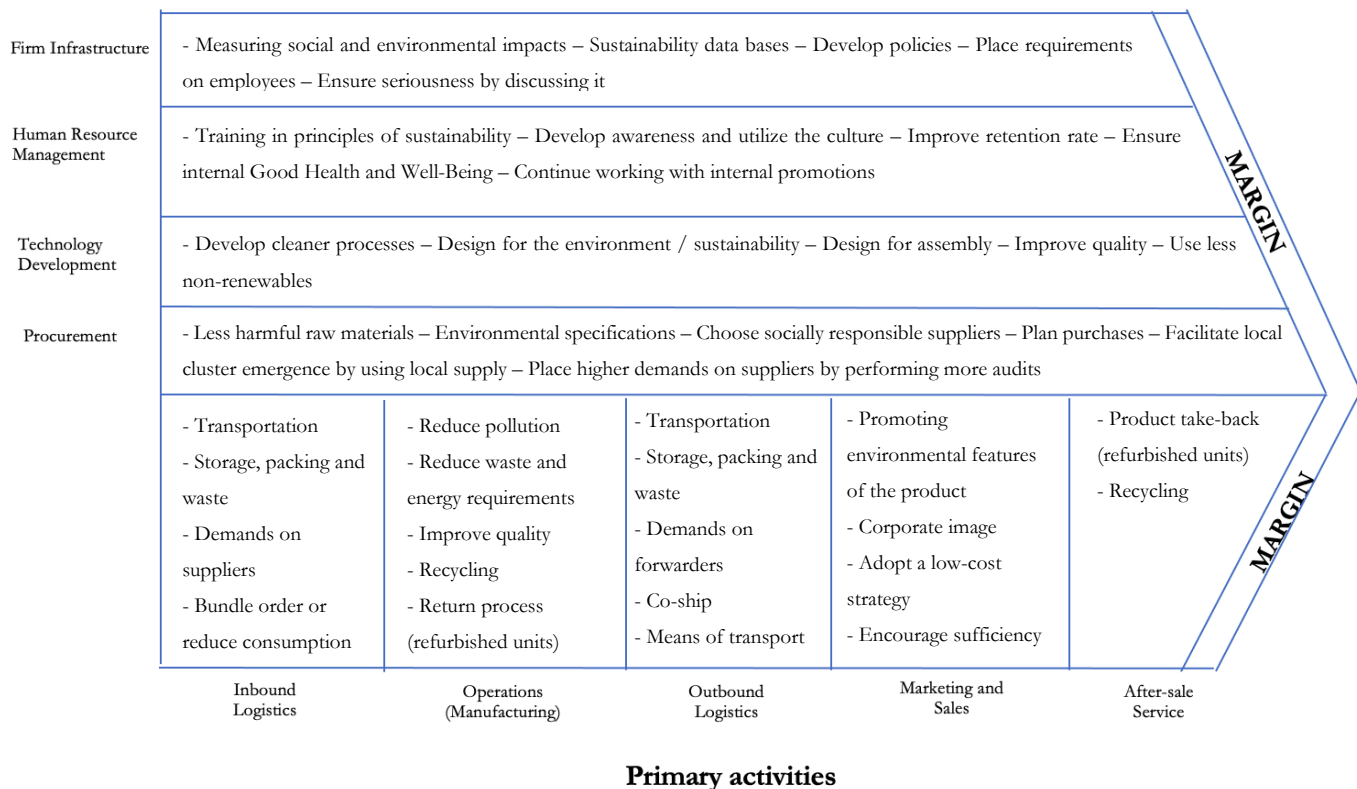 Firm Infrastructure
- Measuring social and environmental impacts – Sustainability data bases – Develop policies – Place requirements
on employees – Ensure seriousness by discussing it
Human Resource
Management
- Training in principles of sustainability – Develop awareness and utilize the culture – Improve retention rate – Ensure
internal Good Health and Well-Being – Continue working with internal promotions
Technology
Development
- Develop cleaner processes – Design for the environment / sustainability – Design for assembly – Improve quality – Use less
non-renewables
Procurement
- Less harmful raw materials – Environmental specifications – Choose socially responsible suppliers – Plan purchases – Facilitate local
cluster emergence by using local supply – Place higher demands on suppliers by performing more audits
MARGIN
MARGIN
- Transportation
- Storage, packing and
waste
- Demands on
suppliers
- Bundle order or
reduce consumption
- Reduce pollution
- Reduce waste and
energy requirements
- Improve quality
- Recycling
- Return process
(refurbished units)
- Transportation
- Storage, packing and
waste
- Demands on
forwarders
- Co-ship
- Means of transport
- Promoting
environmental features
of the product
- Corporate image
- Adopt a low-cost
strategy
- Encourage sufficiency
- Product take-back
(refurbished units)
- Recycling
Inbound
Logistics
Operations
(Manufacturing)
Outbound
Logistics
Marketing and
Sales
After-sale
Service
Primary activities